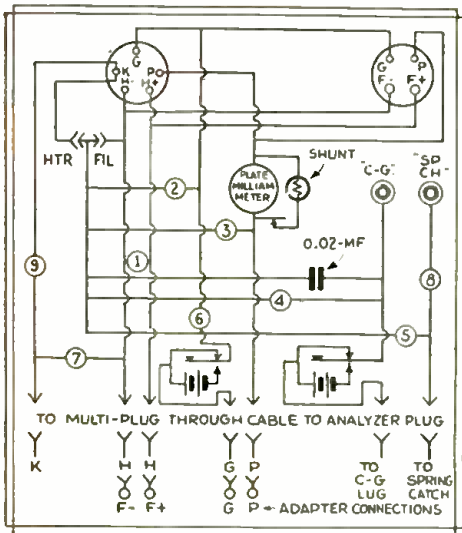 G
K P
H- H+
G P
F- F+
HTR FIL
SHUNT
PLATE
MILLIAM
METER
"C-G" "SP
CH"
2
3
0.02-MF
9
1
4
8
6
5
7
TO MULTI-PLUG THROUGH CABLE TO ANALYZER PLUG
K H H G P TO TO
C-G SPRING
LUG CATCH
F- F+ G P ADAPTER CONNECTIONS